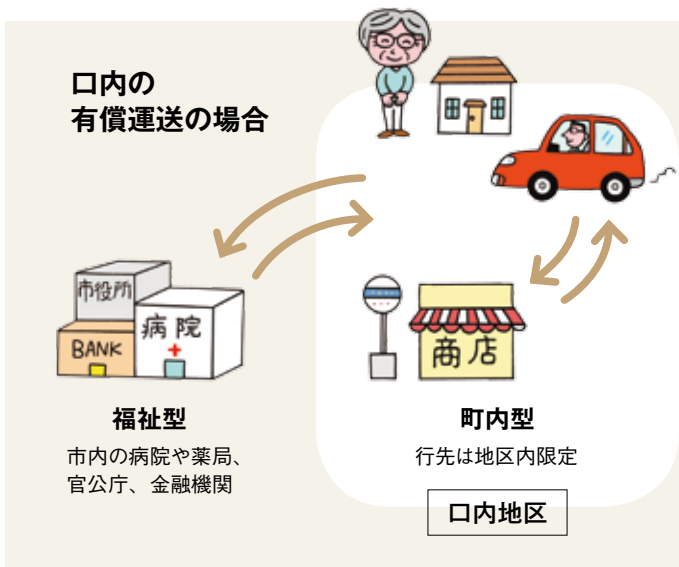 口内の
有償運送の場合
市役所
BANK
病院
商店
福祉型
市内の病院や薬局、
官公庁、金融機関
町内型
行先は地区内限定
口内地区